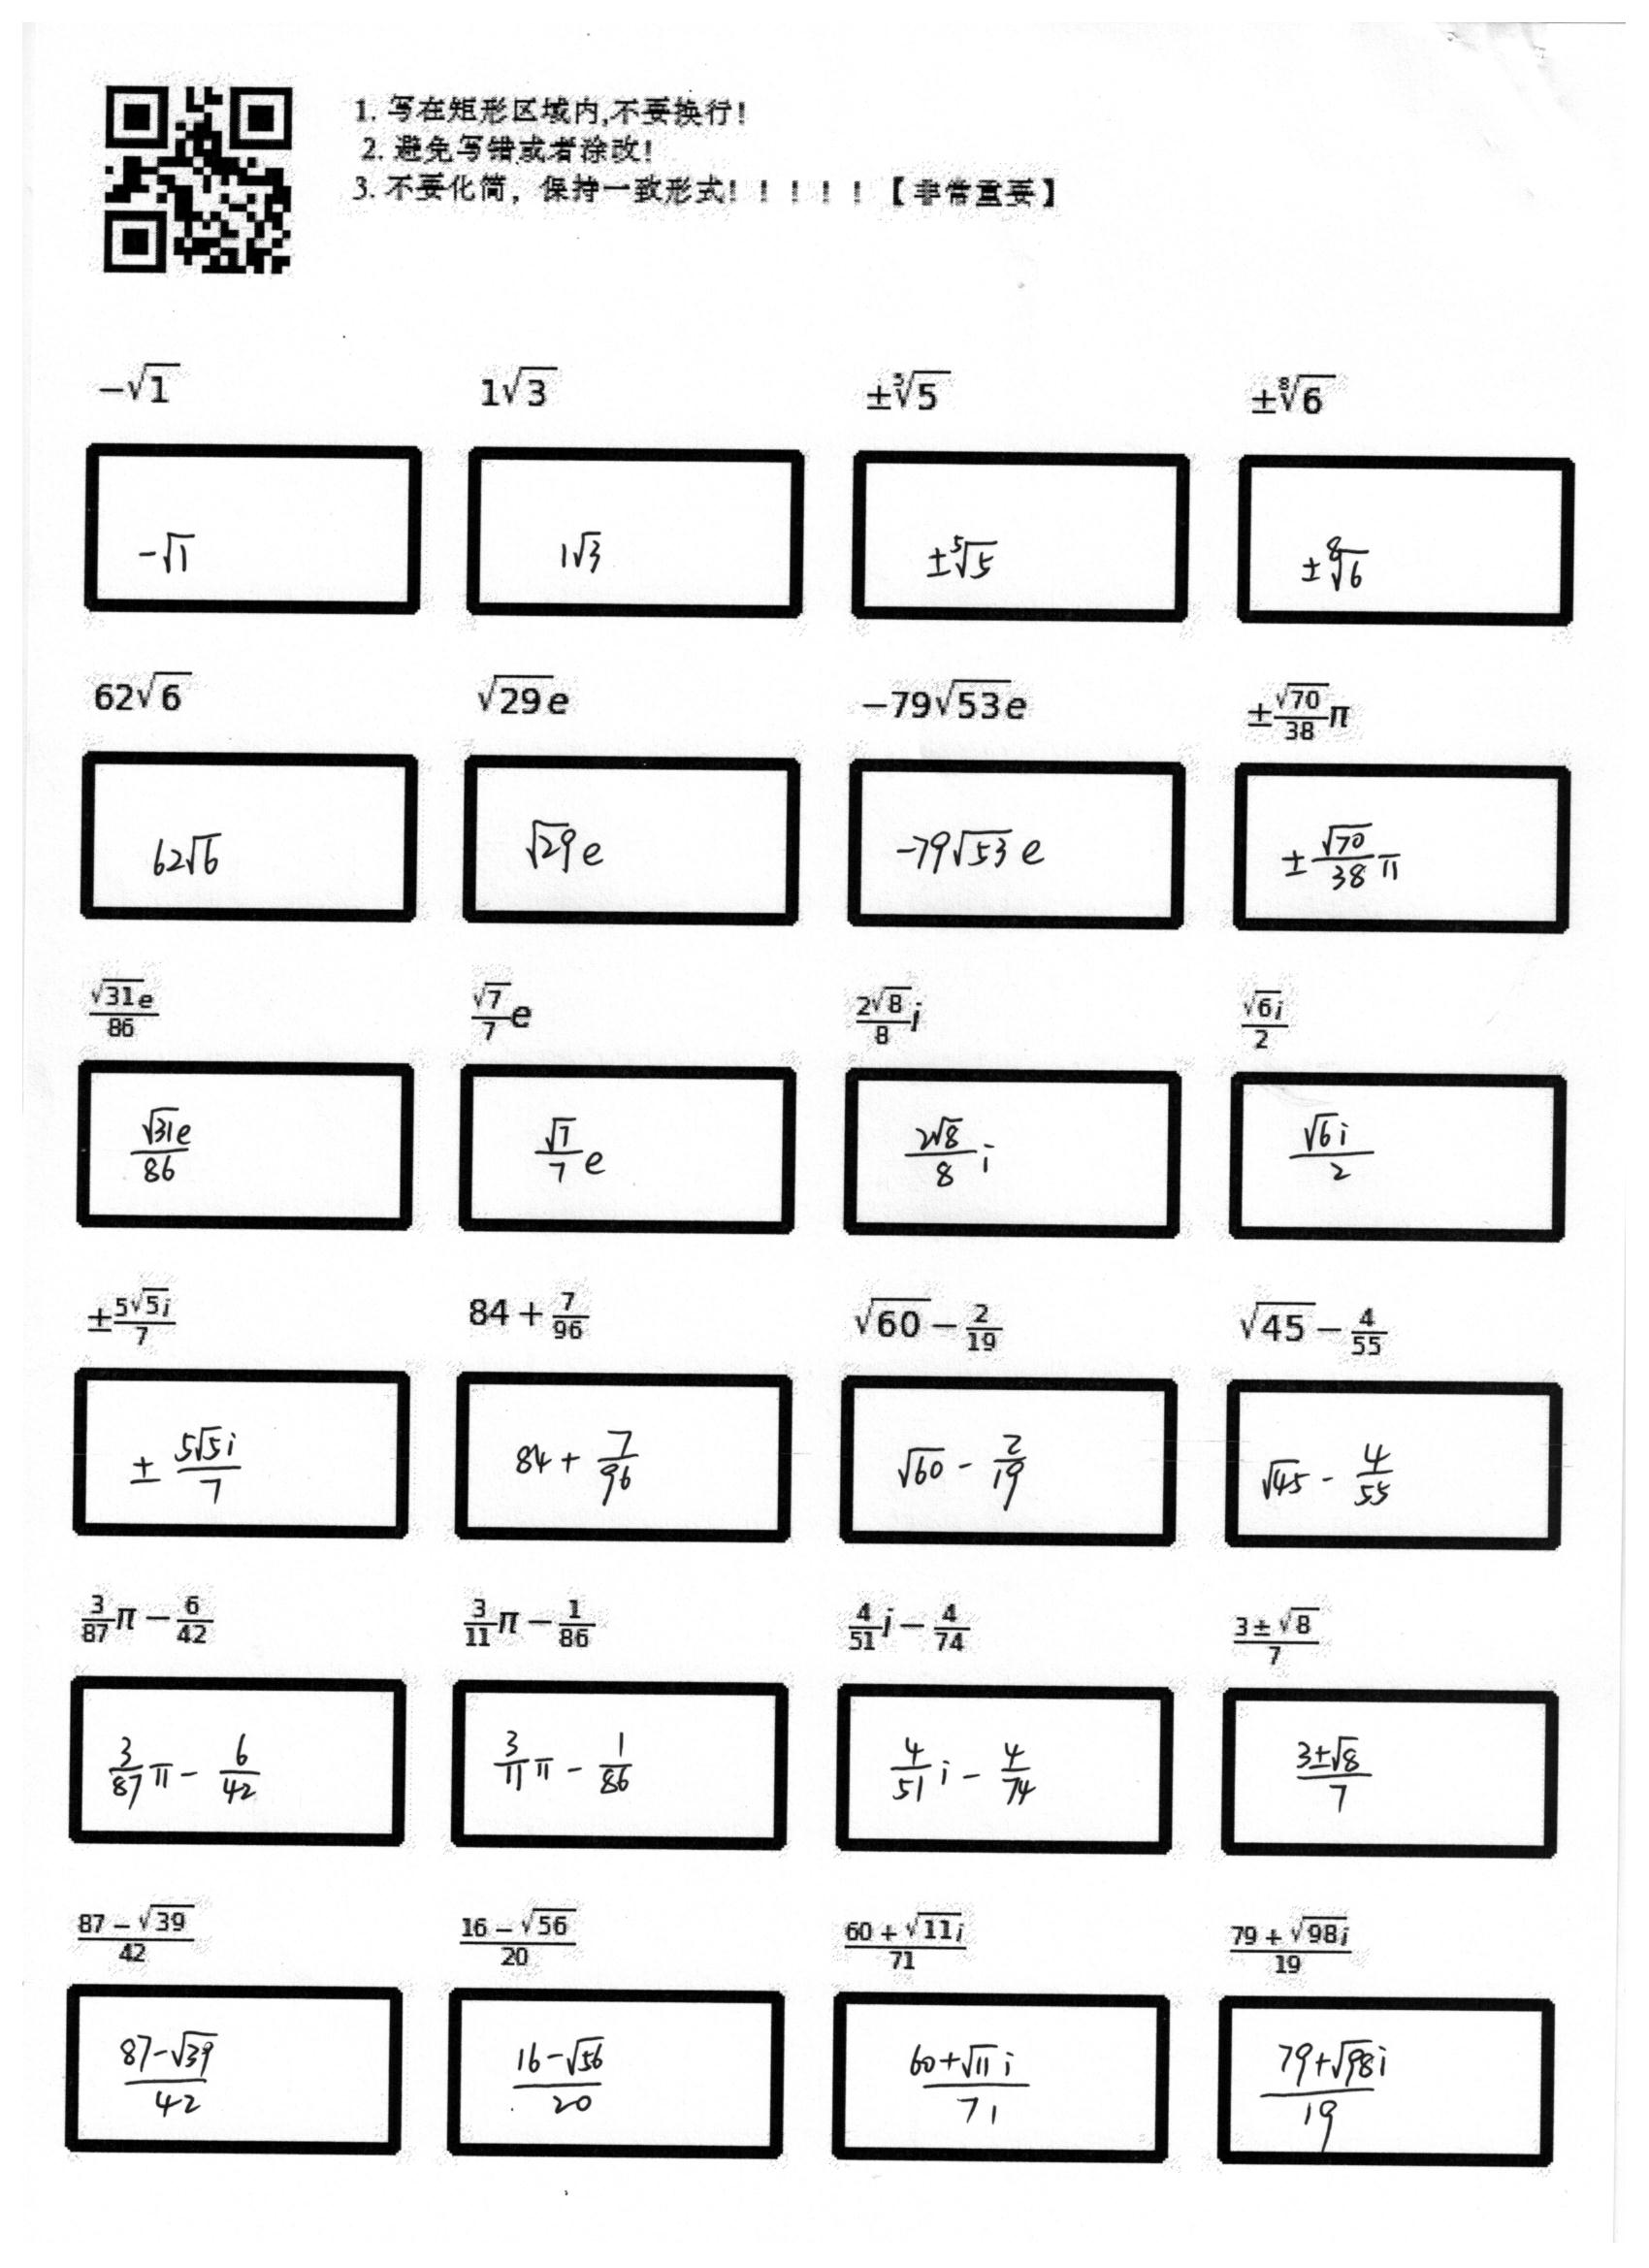 1. 写在矩形区域内,不要换行!
2. 避免写错或者涂改!
3. 不要化简，保持一致形式! ! ! ! ! 【非常重要】
$-\sqrt{1}$ $1\sqrt{3}$ $\pm\sqrt[5]{5}$ $\pm\sqrt[8]{6}$
$-\sqrt{1}$ $1\sqrt{3}$ $\pm\sqrt[5]{5}$ $\pm\sqrt[8]{6}$
$62\sqrt{6}$ $\sqrt{29}e$ $-79\sqrt{53}e$ $\pm\frac{\sqrt{70}}{38}\pi$
$62\sqrt{6}$ $\sqrt{29}e$ $-79\sqrt{53}e$ $\pm\frac{\sqrt{70}}{38}\pi$
$\frac{\sqrt{31}e}{86}$ $\frac{\sqrt{7}}{7}e$ $\frac{2\sqrt{8}}{8}i$ $\frac{\sqrt{6}i}{2}$
$\frac{\sqrt{31}e}{86}$ $\frac{\sqrt{7}}{7}e$ $\frac{2\sqrt{8}}{8}i$ $\frac{\sqrt{6}i}{2}$
$\pm\frac{5\sqrt{5}i}{7}$ $84+\frac{7}{96}$ $\sqrt{60}-\frac{2}{19}$ $\sqrt{45}-\frac{4}{55}$
$\pm\frac{5\sqrt{5}i}{7}$ $84+\frac{7}{96}$ $\sqrt{60}-\frac{2}{19}$ $\sqrt{45}-\frac{4}{55}$
$\frac{3}{87}\pi-\frac{6}{42}$ $\frac{3}{11}\pi-\frac{1}{86}$ $\frac{4}{51}i-\frac{4}{74}$ $\frac{3\pm\sqrt{8}}{7}$
$\frac{3}{87}\pi-\frac{6}{42}$ $\frac{3}{11}\pi-\frac{1}{86}$ $\frac{4}{51}i-\frac{4}{74}$ $\frac{3\pm\sqrt{8}}{7}$
$\frac{87-\sqrt{39}}{42}$ $\frac{16-\sqrt{56}}{20}$ $\frac{60+\sqrt{11}i}{71}$ $\frac{79+\sqrt{98}i}{19}$
$\frac{87-\sqrt{39}}{42}$ $\frac{16-\sqrt{56}}{20}$ $\frac{60+\sqrt{11}i}{71}$ $\frac{79+\sqrt{98}i}{19}$